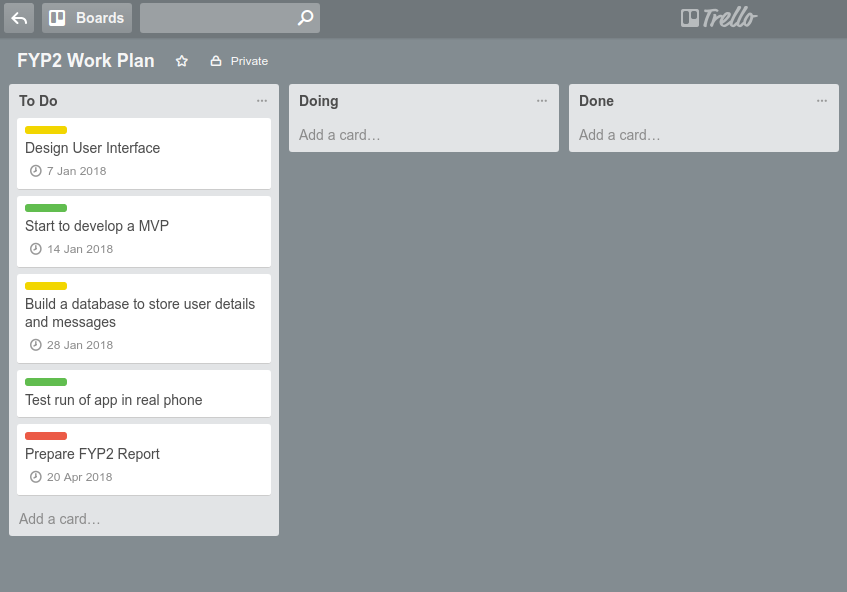 Boards
Trello
FYP2 Work Plan
Private
To Do
Design User Interface
7 Jan 2018
Start to develop a MVP
14 Jan 2018
Build a database to store user details
and messages
28 Jan 2018
Test run of app in real phone
Prepare FYP2 Report
20 Apr 2018
Add a card…
Doing
Add a card…
Done
Add a card…